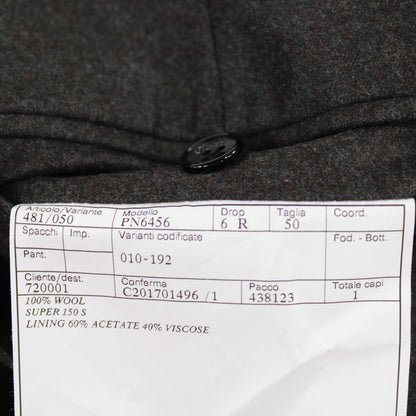 Articolo/Variante Modello Drop Taglia Coord.
481/050 PN6456 6 R 50
Spacchi Imp. Varianti codificate Fod. - Bott.
Pant. 010-192
Cliente/dest. Conferma Pacco Totale capi
720001 C201701496 /1 438123 1
100% WOOL
SUPER 150 S
LINING 60% ACETATE 40% VISCOSE